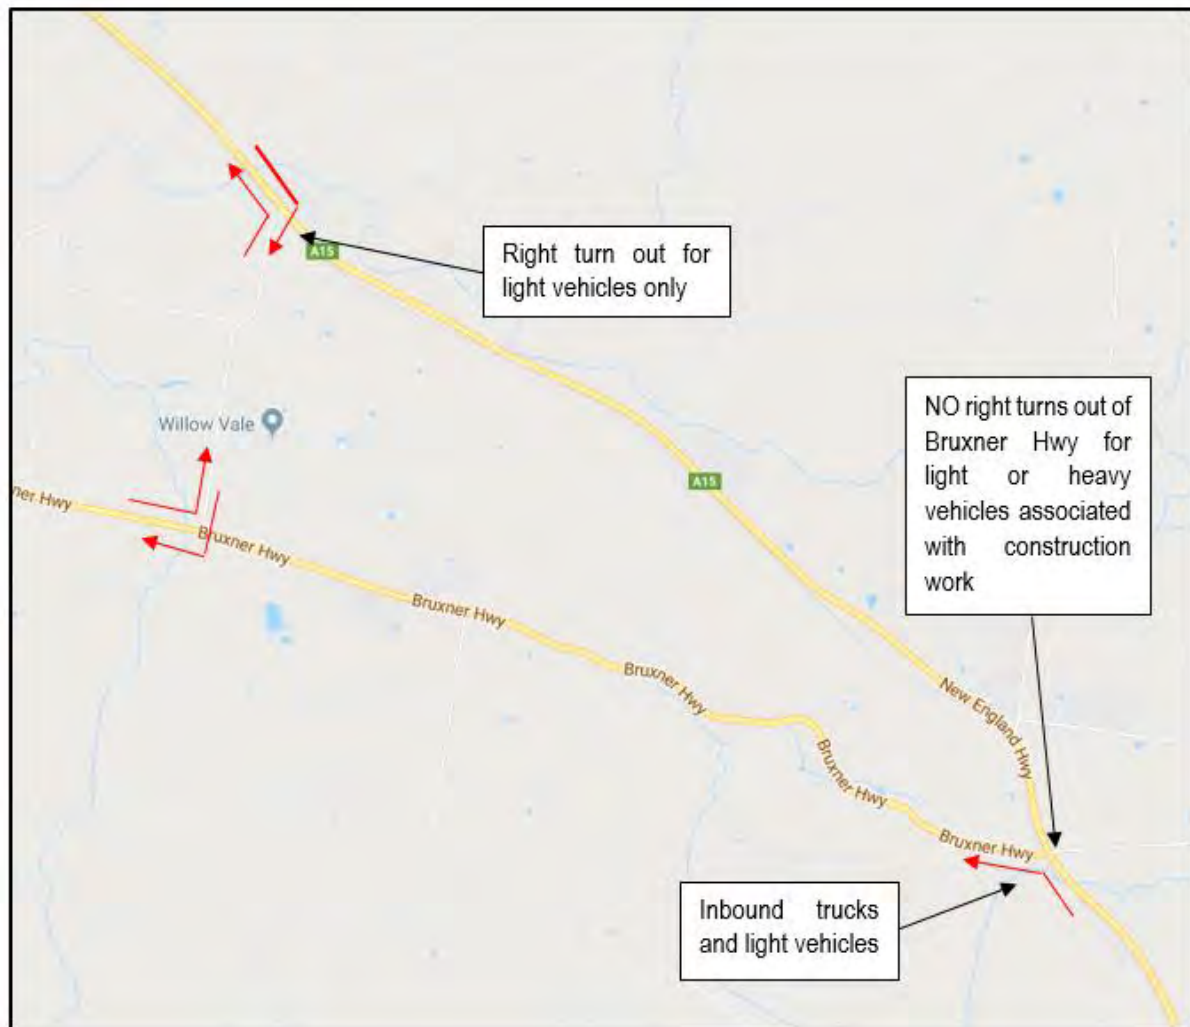 A15
Right turn out for
light vehicles only
NO right turns out of
Bruxner Hwy for
light or heavy
vehicles associated
with construction
work
Willow Vale
A15
ner Hwy
Bruxner Hwy
Bruxner Hwy
Bruxner Hwy
New England Hwy
Bruxner Hwy
Bruxner Hwy
Inbound trucks
and light vehicles